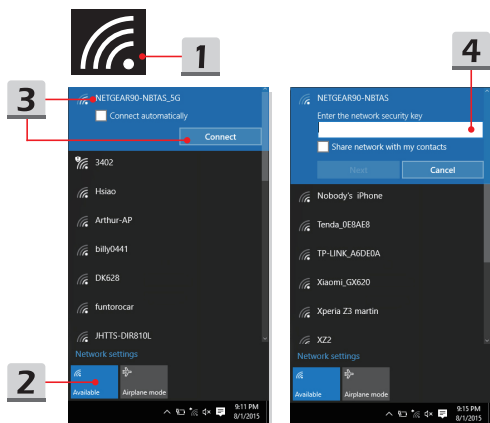 1
3
NETGEAR90-NBTAS_5G
Connect automatically
Connect
3402
Hsiao
Arthur-AP
billy0441
DK628
funtorocar
JHTTS-DIR810L
Network settings
2
Available
Airplane mode
9:11 PM
8/1/2015
4
NETGEAR90-NBTAS
Enter the network security key
Share network with my contacts
Next
Cancel
Nobody's iPhone
Tenda_0E8AE8
TP-LINK_A6DE0A
Xiaomi_GX620
Xperia Z3 martin
XZ2
Network settings
Available
Airplane mode
9:15 PM
8/1/2015